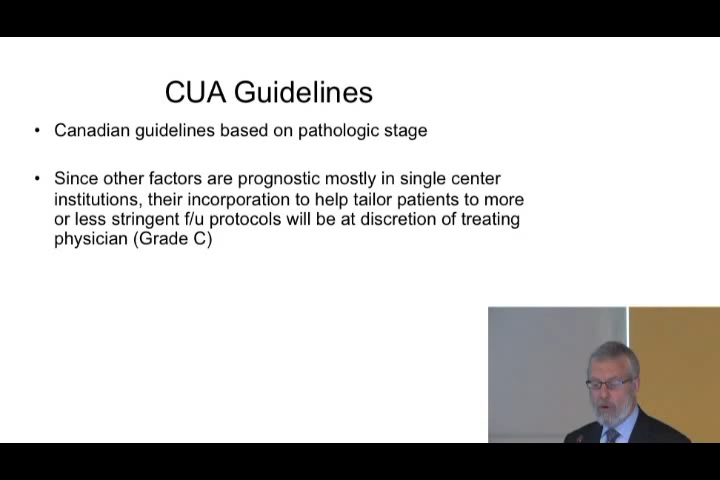 CUA Guidelines
• Canadian guidelines based on pathologic stage
• Since other factors are prognostic mostly in single center
institutions, their incorporation to help tailor patients to more
or less stringent f/u protocols will be at discretion of treating
physician (Grade C)